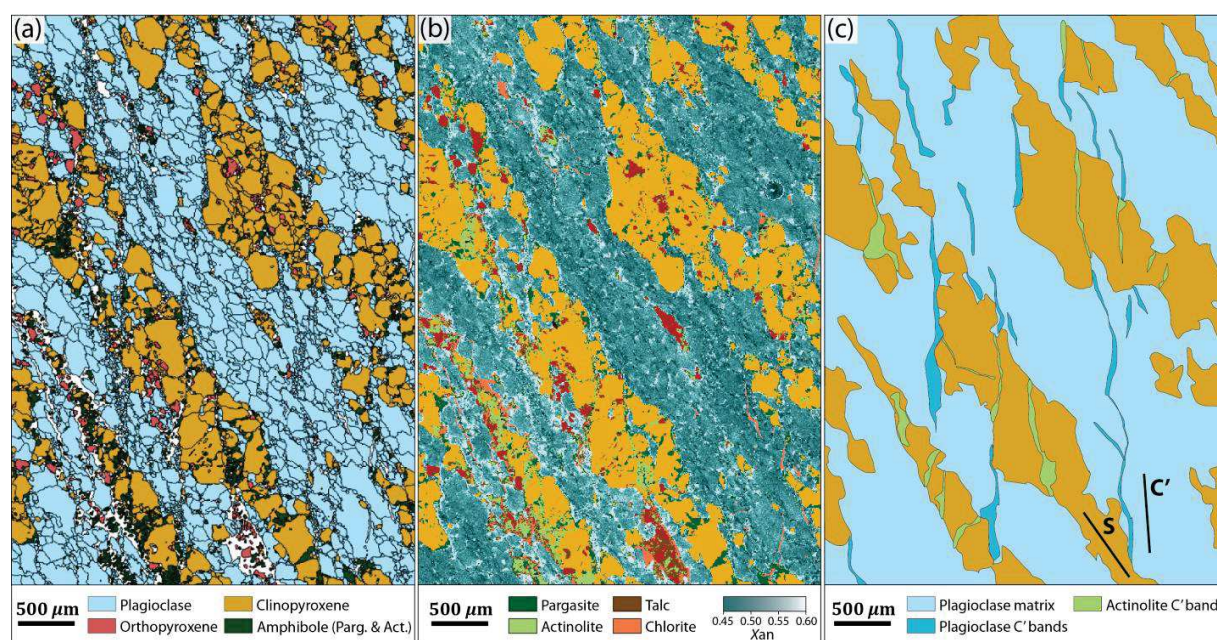 (a)
(b)
(c)
S
C'
500 μm
Plagioclase
Clinopyroxene
Orthopyroxene
Amphibole (Parg. & Act.)
500 μm
Pargasite
Talc
Actinolite
Chlorite
0.45 0.50 0.55 0.60
Xan
500 μm
Plagioclase matrix
Actinolite C' band
Plagioclase C' bands